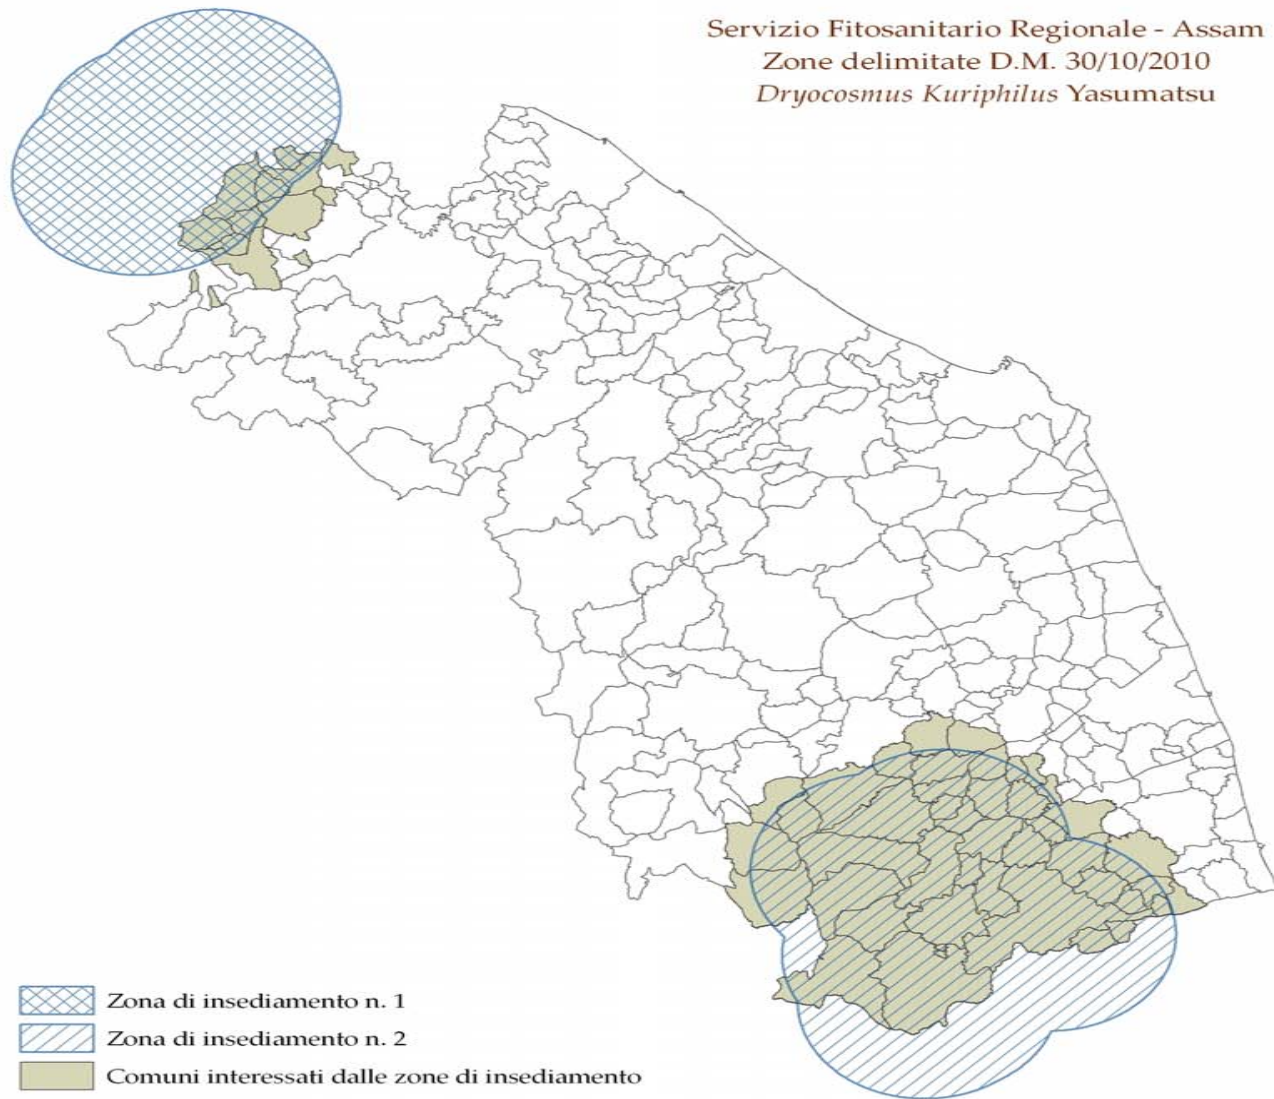 Servizio Fitosanitario Regionale - Assam
Zone delimitate D.M. 30/10/2010
Dryocosmus Kuriphilus Yasumatsu
Zona di insediamento n. 1
Zona di insediamento n. 2
Comuni interessati dalle zone di insediamento